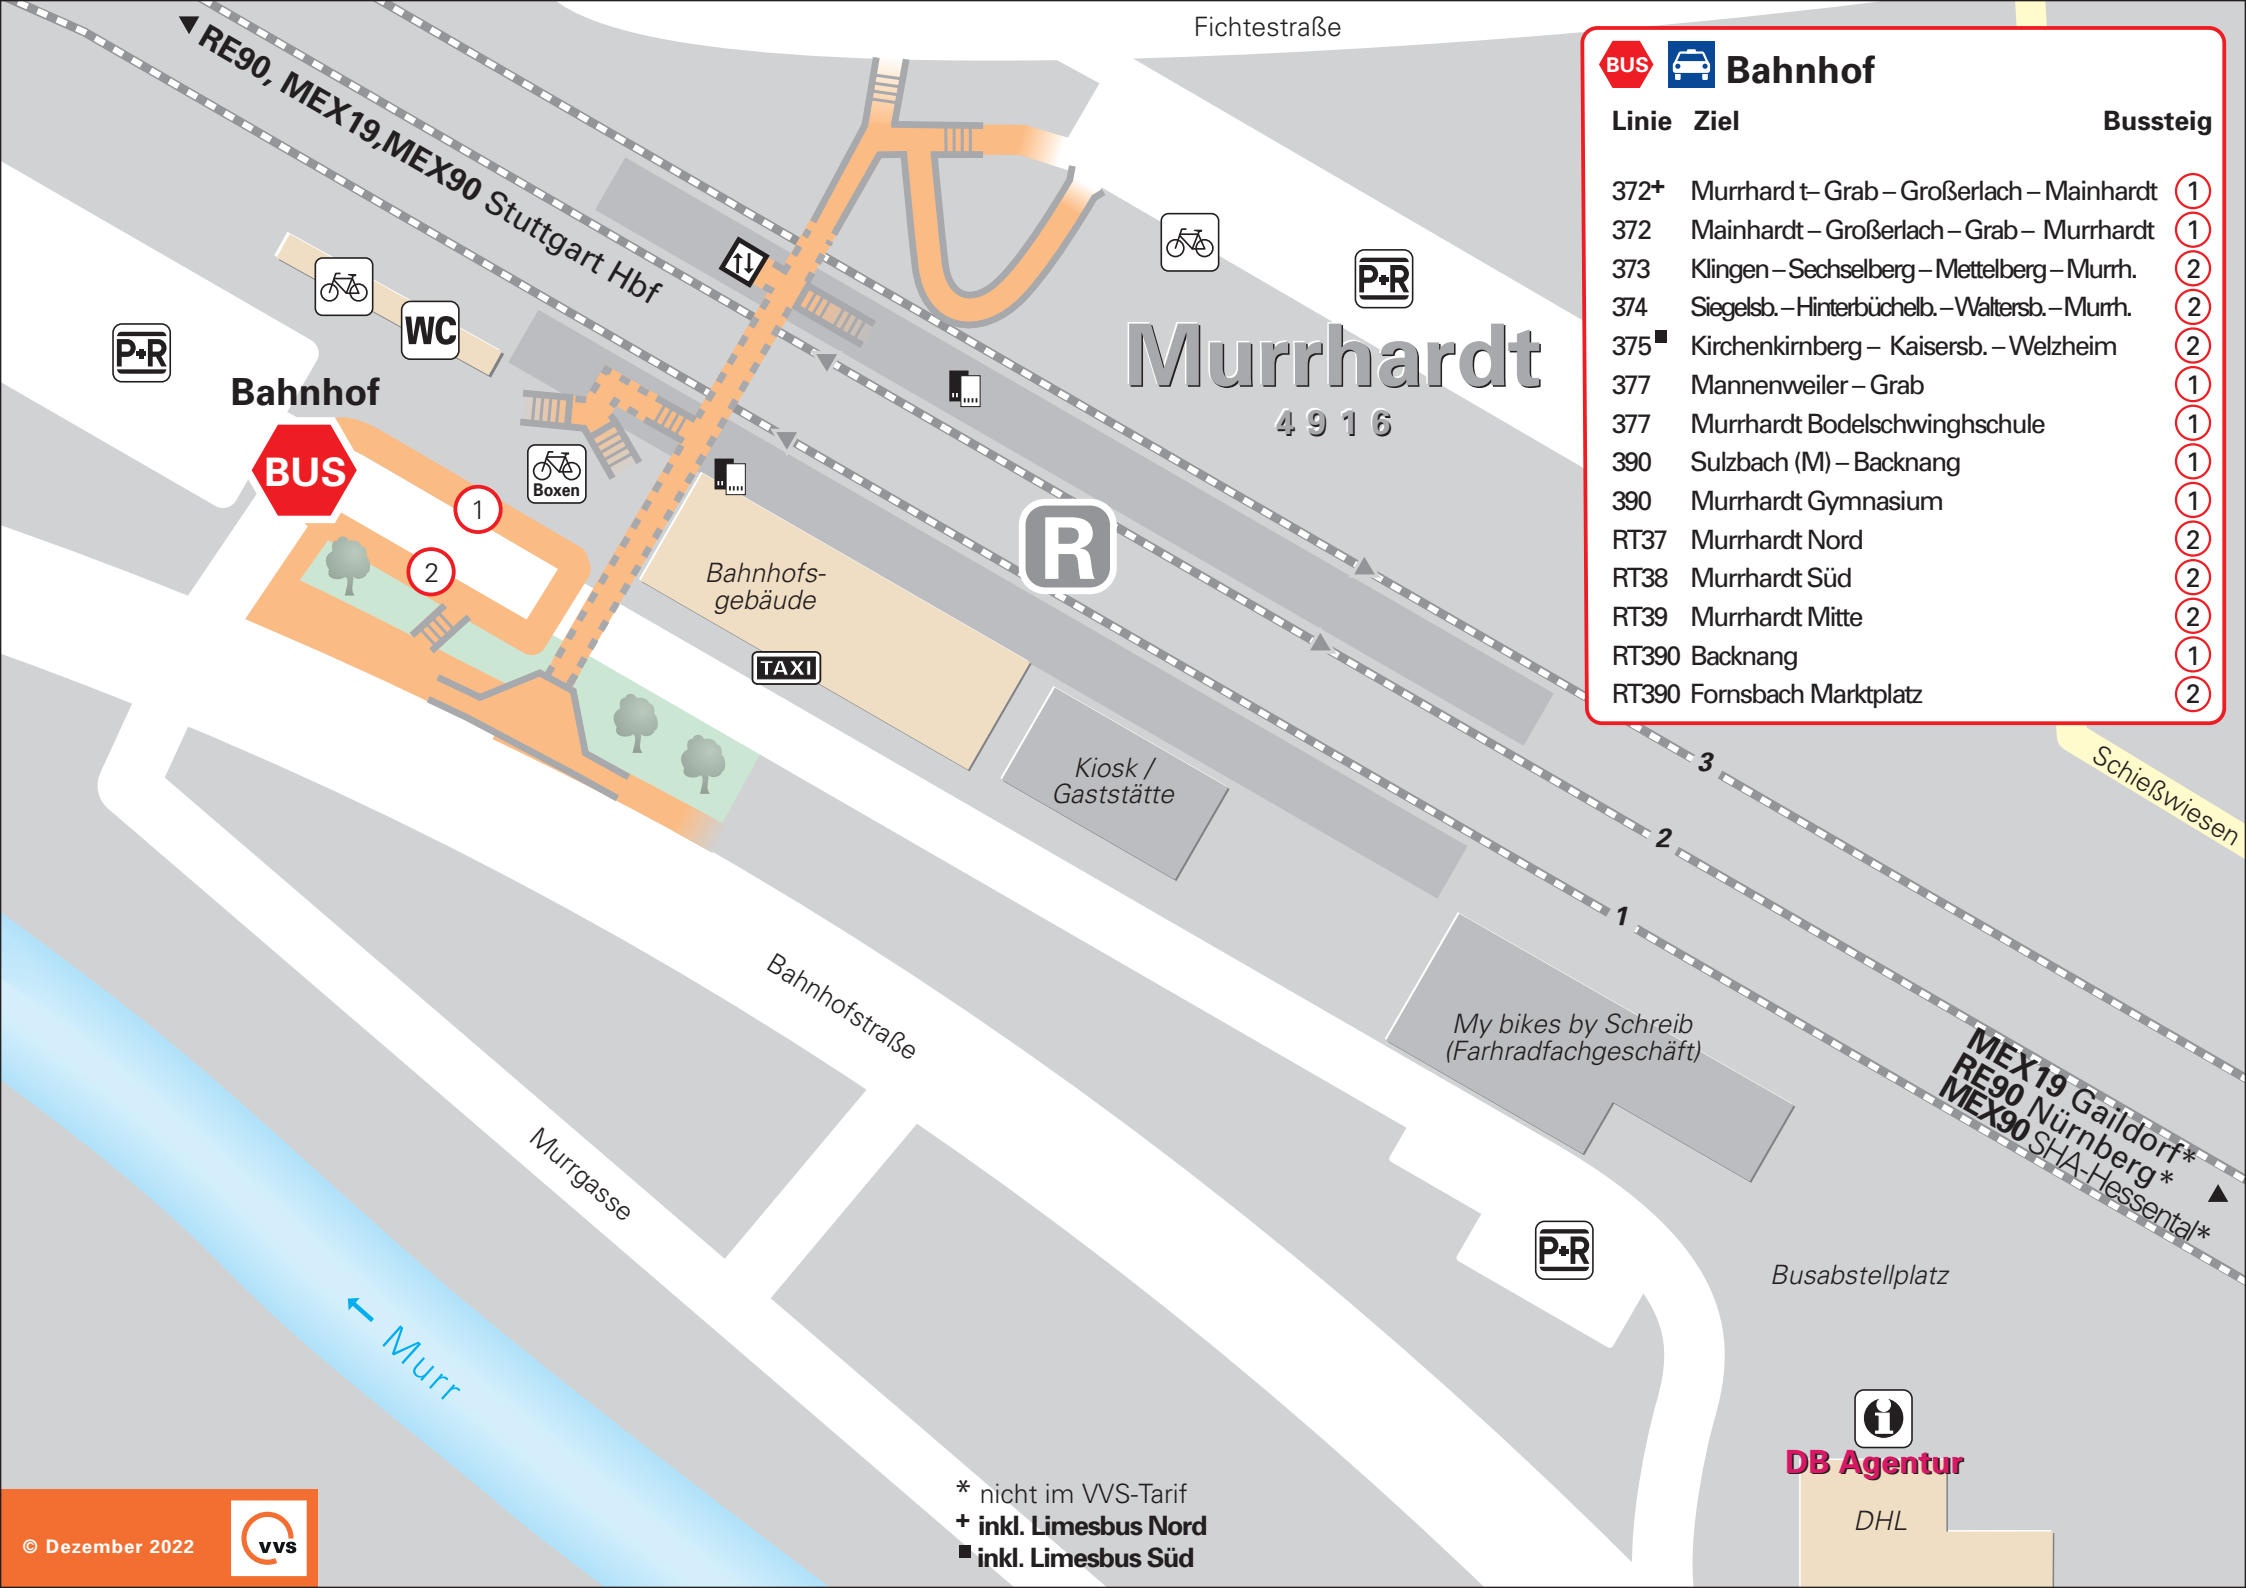 Fichtestraße
RE90, MEX19,MEX90 Stuttgart Hbf
BUS Bahnhof
Linie Ziel Bussteig
372+ Murrhard t– Grab – Großerlach – Mainhardt 1
372 Mainhardt – Großerlach – Grab – Murrhardt 1
373 Klingen – Sechselberg – Mettelberg – Murrh. 2
374 Siegelsb. – Hinterbüchelb. – Waltersb. – Murrh. 2
375■ Kirchenkirnberg – Kaisersb. – Welzheim 2
377 Mannenweiler – Grab 1
377 Murrhardt Bodelschwinghschule 1
390 Sulzbach (M) – Backnang 1
390 Murrhardt Gymnasium 1
RT37 Murrhardt Nord 2
RT38 Murrhardt Süd 2
RT39 Murrhardt Mitte 2
RT390 Backnang 1
RT390 Fornsbach Marktplatz 2
P+R
WC
P+R
Murrhardt
4916
Bahnhof
BUS
1
2
Boxen
R
Bahnhofs-
gebäude
TAXI
Kiosk /
Gaststätte
3
2
1
Schießwiesen
Bahnhofstraße
My bikes by Schreib
(Farhradfachgeschäft)
MEX19 Gaildorf*
RE90 Nürnberg*
MEX90 SHA-Hessental*
Murrgasse
P+R
Busabstellplatz
Murr
i
DB Agentur
DHL
* nicht im VVS-Tarif
+ inkl. Limesbus Nord
■ inkl. Limesbus Süd
© Dezember 2022
vvs